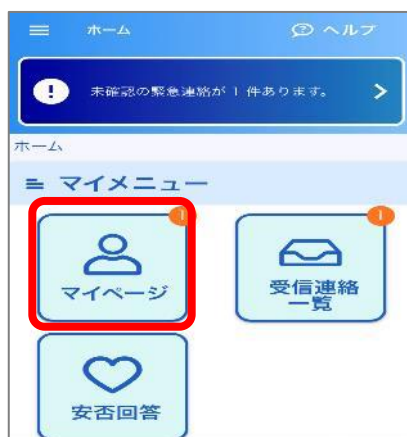 ホーム
ヘルプ
未確認の緊急連絡が 1 件あります。
ホーム
マイメニュー
1
マイページ
1
受信連絡
一覧
安否回答